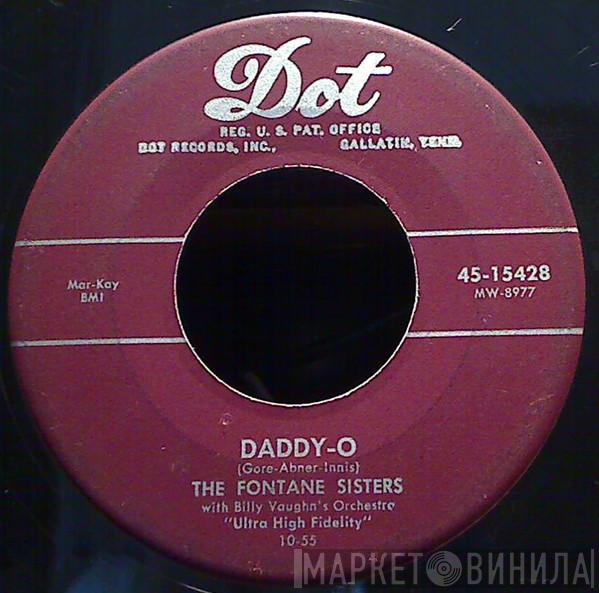 Dot
REG. U. S. PAT. OFFICE
DOT RECORDS, INC., GALLATIN, TENN.
Mar-Kay
BMI
45-15428
MW-8977
DADDY-O
(Gore-Abner-Innis)
THE FONTANE SISTERS
with Billy Vaughn's Orchestra
"Ultra High Fidelity"
10-55
МАРКЕТ ВИНИЛА